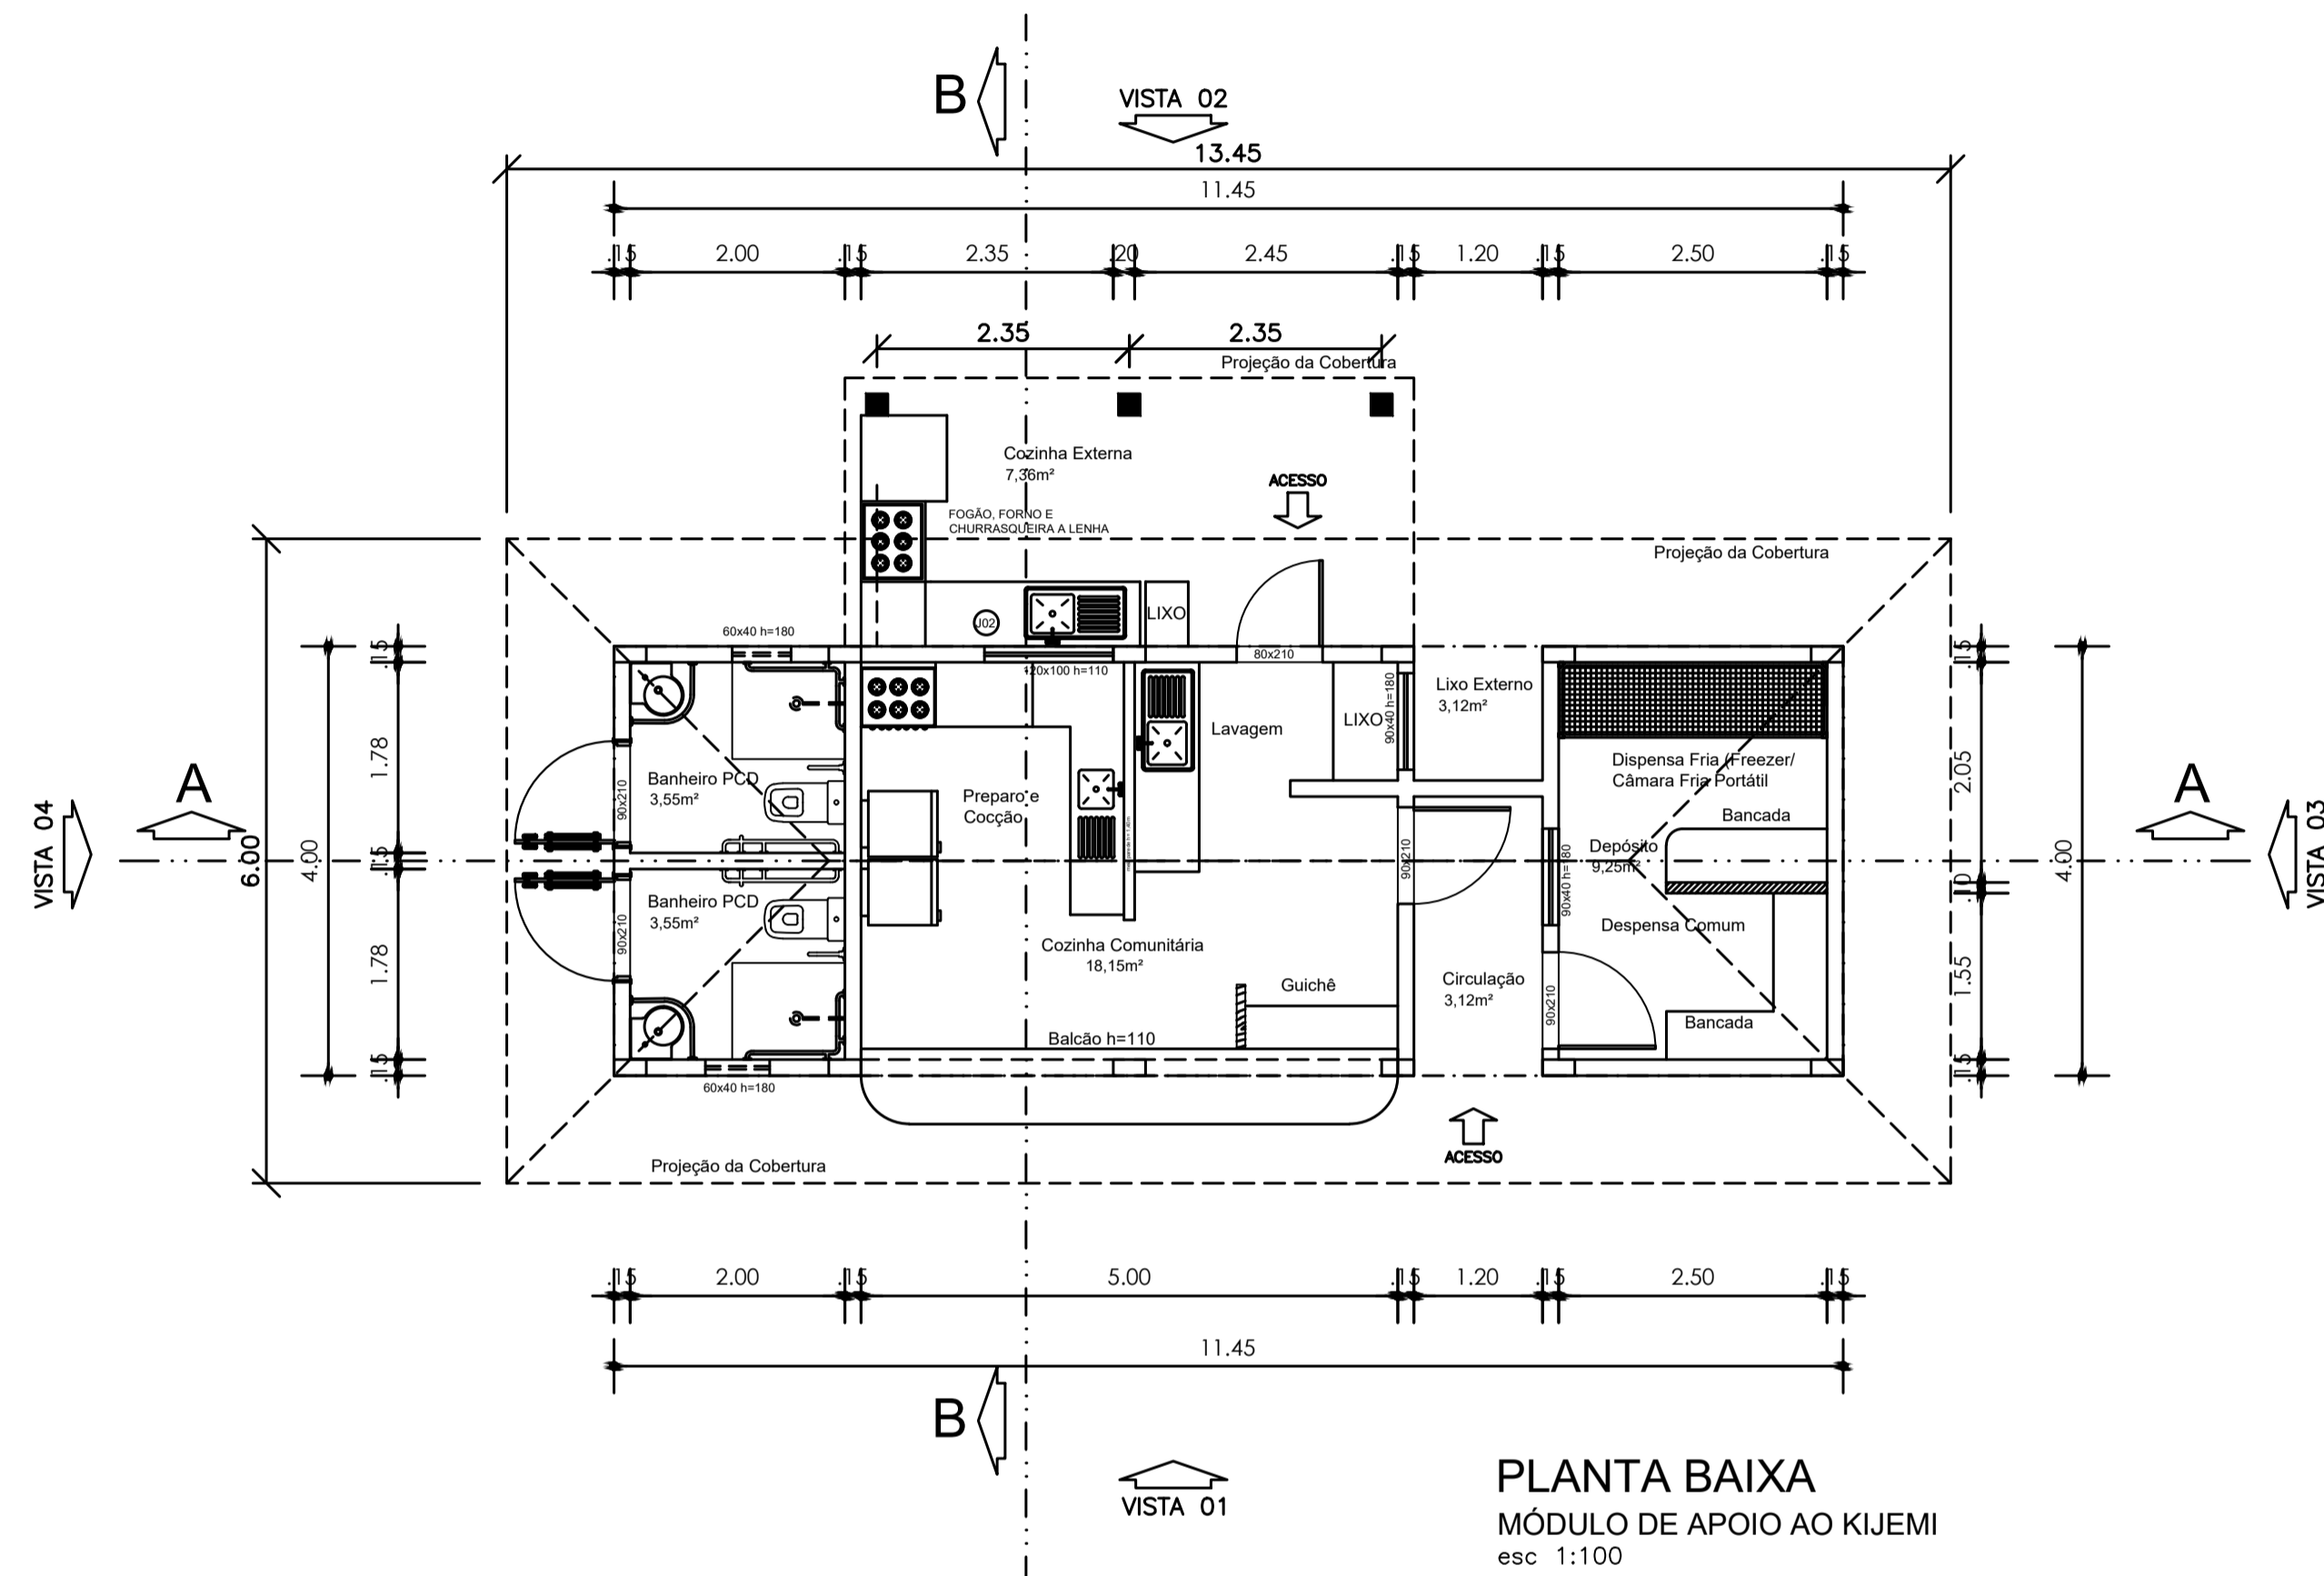 B
VISTA 02
13.45
11.45
.15 2.00 .15 2.35 .20 2.45 .15 1.20 .15 2.50 .15
2.35 2.35
Projeção da Cobertura
Cozinha Externa
7,36m²
ACESSO
FOGÃO, FORNO E
CHURRASQUEIRA A LENHA
Projeção da Cobertura
J02
LIXO
60x40 h=180
80x210
120x100 h=110
Lixo Externo
3,12m²
90x40 h=180
LIXO
Lavagem
Dispensa Fria (Freezer/
Câmara Fria Portátil
Bancada
Banheiro PCD
3,55m²
90x210
Preparo e
Cocção
90x210
90x40 h=180
Depósito
9,25m²
Banheiro PCD
3,55m²
90x210
Despensa Comum
Cozinha Comunitária
18,15m²
Guichê
Circulação
3,12m²
90x210
Bancada
Balcão h=110
60x40 h=180
ACESSO
Projeção da Cobertura
VISTA 04
A
6.00
4.00
.15
1.78
.15
1.78
.15
.15
2.05
.10
1.55
.15
4.00
A
VISTA 03
.15 2.00 .15 5.00 .15 1.20 .15 2.50 .15
11.45
B
VISTA 01
PLANTA BAIXA
MÓDULO DE APOIO AO KIJEMI
esc 1:100